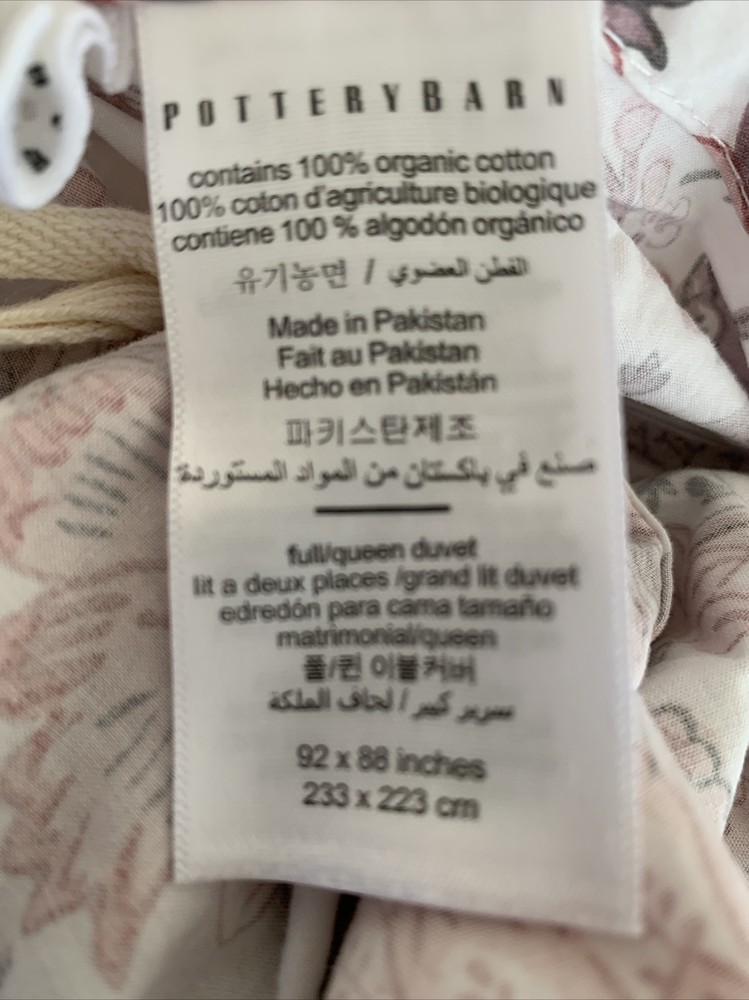 POTTERYBARN
contains 100% organic cotton
100% coton d'agriculture biologique
contiene 100 % algodón orgánico
유기농면 / القطن العضوي
Made in Pakistan
Fait au Pakistan
Hecho en Pakistán
파키스탄제조
صنع في باكستان من المواد المستوردة
full/queen duvet
lit a deux places /grand lit duvet
edredón para cama tamaño
matrimonial/queen
풀/퀸 이불커버
سرير كبير / لحاف الملكة
92 x 88 inches
233 x 223 cm